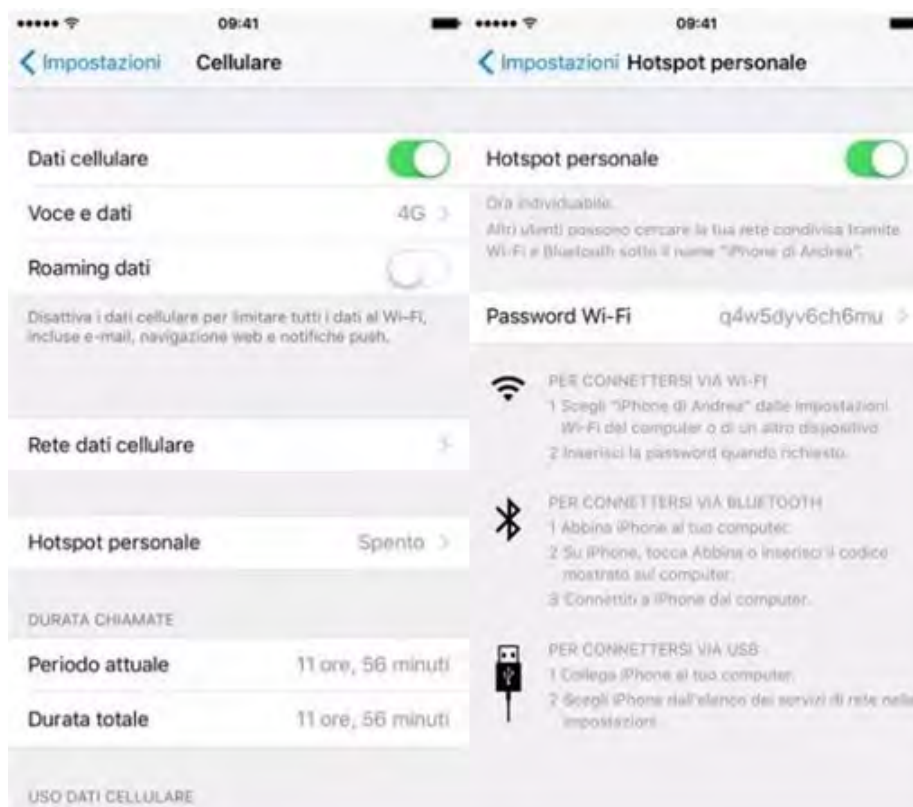 09:41
Impostazioni Cellulare
Dati cellulare
Voce e dati 4G
Roaming dati
Disattiva i dati cellulare per limitare tutti i dati al Wi-Fi,
incluse e-mail, navigazione web e notifiche push.
Rete dati cellulare
Hotspot personale Spento
DURATA CHIAMATE
Periodo attuale 11 ore, 56 minuti
Durata totale 11 ore, 56 minuti
USO DATI CELLULARE
09:41
Impostazioni Hotspot personale
Hotspot personale
Ora individuabile.
Altri utenti possono cercare la tua rete condivisa tramite
Wi-Fi e Bluetooth sotto il nome "iPhone di Andrea".
Password Wi-Fi q4w5dyv6ch6mu
PER CONNETTERSI VIA WI-FI
1 Scegli "iPhone di Andrea" dalle impostazioni
Wi-Fi del computer o di un altro dispositivo.
2 Inserisci la password quando richiesto.
PER CONNETTERSI VIA BLUETOOTH
1 Abbina iPhone al tuo computer.
2 Su iPhone, tocca Abbina o inserisci il codice
mostrato sul computer.
3 Connettiti a iPhone dal computer.
PER CONNETTERSI VIA USB
1 Collega iPhone al tuo computer.
2 Scegli iPhone dall'elenco dei servizi di rete nelle
impostazioni.